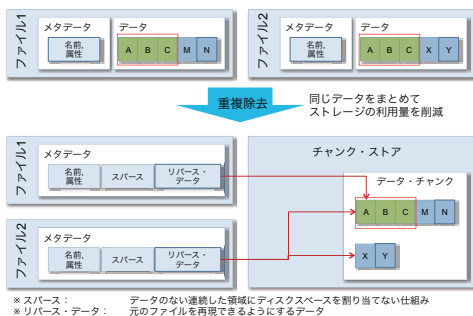 ファイル1
メタデータ
名前,
属性
データ
A B C M N
ファイル2
メタデータ
名前,
属性
データ
A B C X Y
重複除去
同じデータをまとめて
ストレージの利用量を削減
ファイル1
メタデータ
名前,
属性
スパース
リパース・
データ
ファイル2
メタデータ
名前,
属性
スパース
リパース・
データ
チャンク・ストア
データ・チャンク
A B C M N
X Y
※ スパース： データのない連続した領域にディスクスペースを割り当てない仕組み
※ リパース・データ： 元のファイルを再現できるようにするデータ